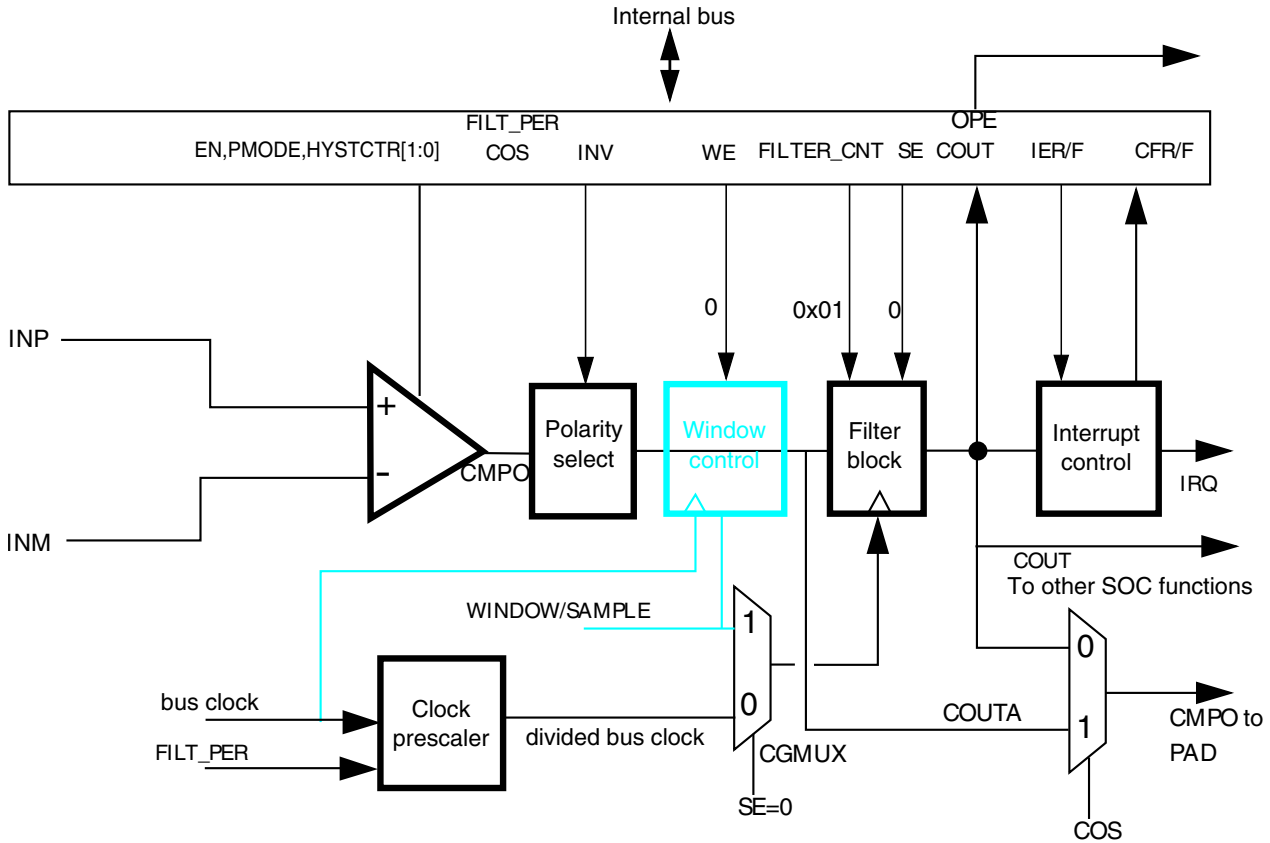 Internal bus
FILT_PER
OPE
EN,PMODE,HYSTCTR[1:0]
COS
INV
WE
FILTER_CNT
SE
COUT
IER/F
CFR/F
0
0x01
0
INP
+
-
INM
CMPO
Polarity
select
Window
control
Filter
block
Interrupt
control
IRQ
COUT
To other SOC functions
WINDOW/SAMPLE
1
0
bus clock
FILT_PER
Clock
prescaler
divided bus clock
CGMUX
SE=0
COUTA
0
1
CMPO to
PAD
COS